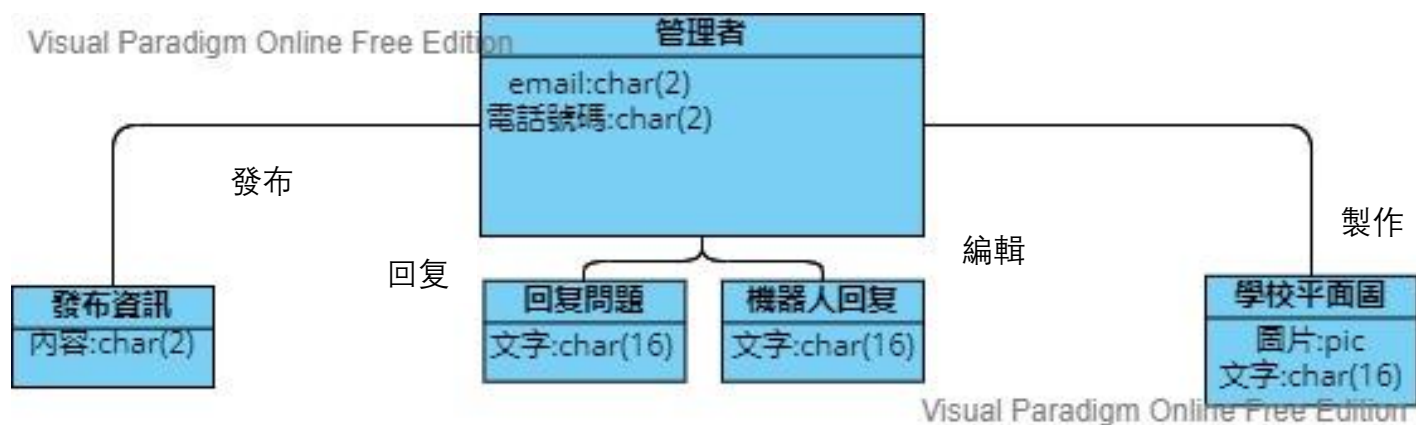 Visual Paradigm Online Free Edition
管理者
email:char(2)
電話號碼:char(2)
發布
製作
編輯
回复
發布資訊
內容:char(2)
回复問題
文字:char(16)
機器人回复
文字:char(16)
學校平面圖
圖片:pic
文字:char(16)
Visual Paradigm Online Free Edition